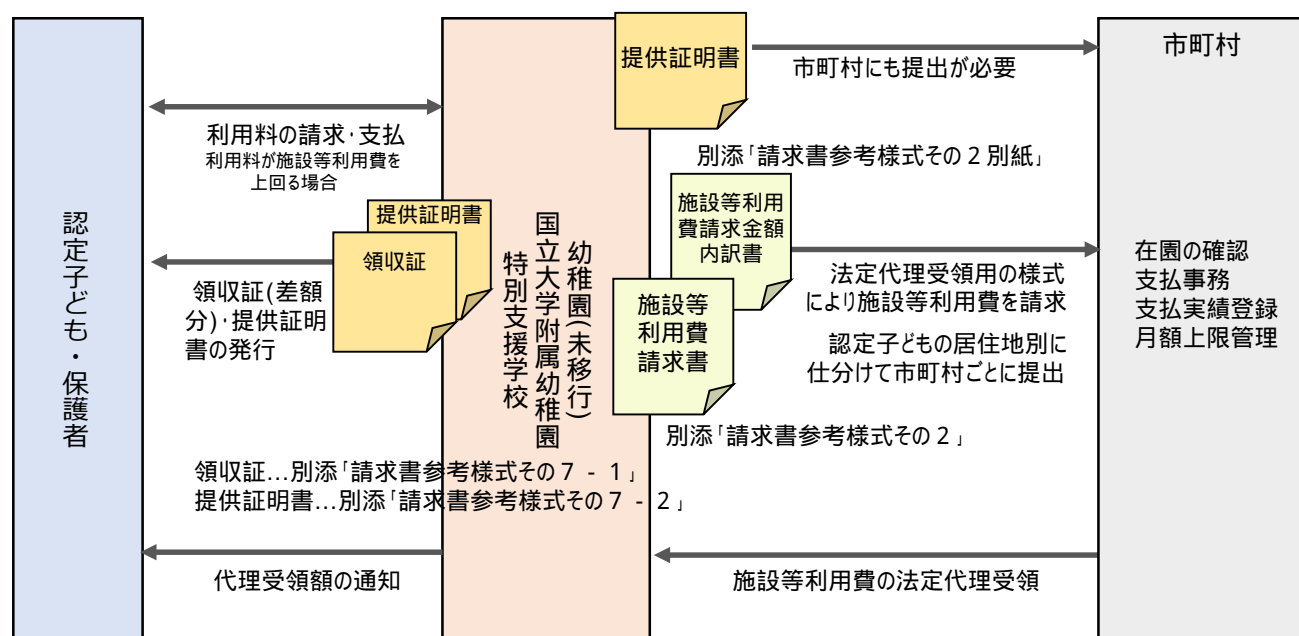 認定子ども・保護者
利用料の請求・支払
利用料が施設等利用費を
上回る場合
提供証明書
領収証
領収証(差額
分)・提供証明
書の発行
幼稚園(未移行)
国立大学附属幼稚園
特別支援学校
領収証…別添「請求書参考様式その７－１」
提供証明書…別添「請求書参考様式その７－２」
代理受領額の通知
提供証明書
市町村にも提出が必要
別添「請求書参考様式その２別紙」
施設等利用
費請求金額
内訳書
法定代理受領用の様式
により施設等利用費を請求
施設等
利用費
請求書
認定子どもの居住地別に
仕分けて市町村ごとに提出
別添「請求書参考様式その２」
施設等利用費の法定代理受領
市町村
在園の確認
支払事務
支払実績登録
月額上限管理